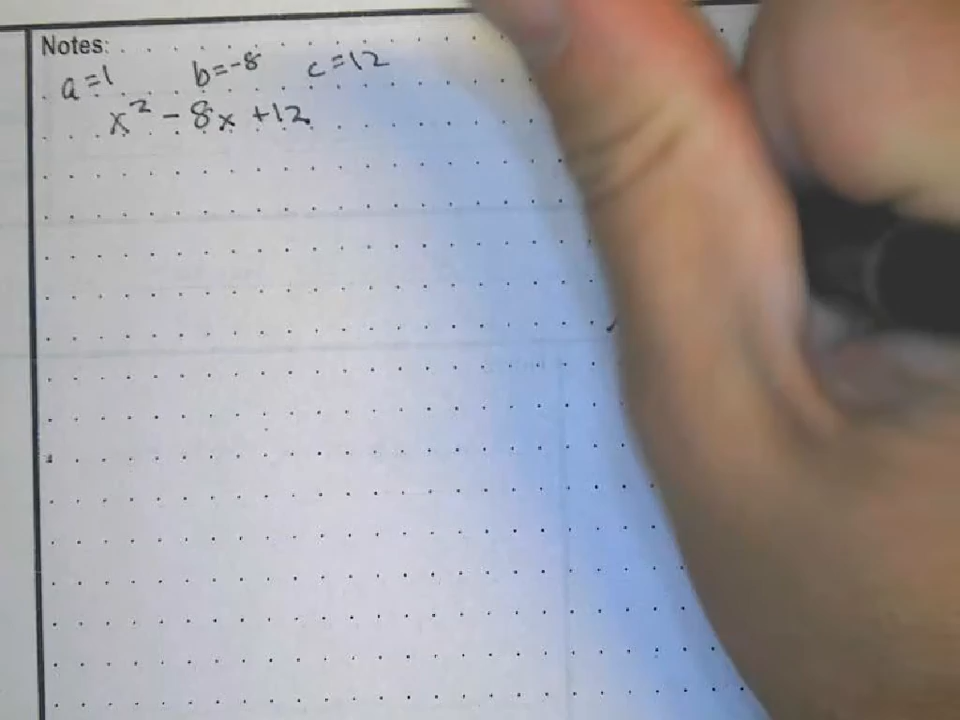 Notes:
a=1 b=-8 c=12
x² - 8x +12